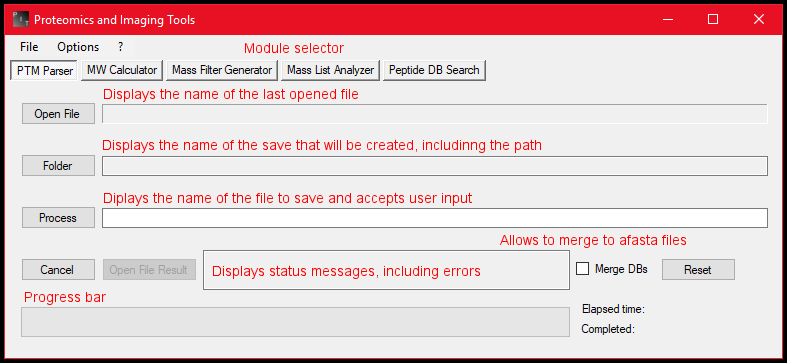 Proteomics and Imaging Tools
File Options ?
Module selector
PTM Parser MW Calculator Mass Filter Generator Mass List Analyzer Peptide DB Search
Displays the name of the last opened file
Open File
Displays the name of the save that will be created, includinng the path
Folder
Diplays the name of the file to save and accepts user input
Process
Allows to merge to afasta files
Cancel Open File Result Displays status messages, including errors Merge DBs Reset
Progress bar
Elapsed time:
Completed: